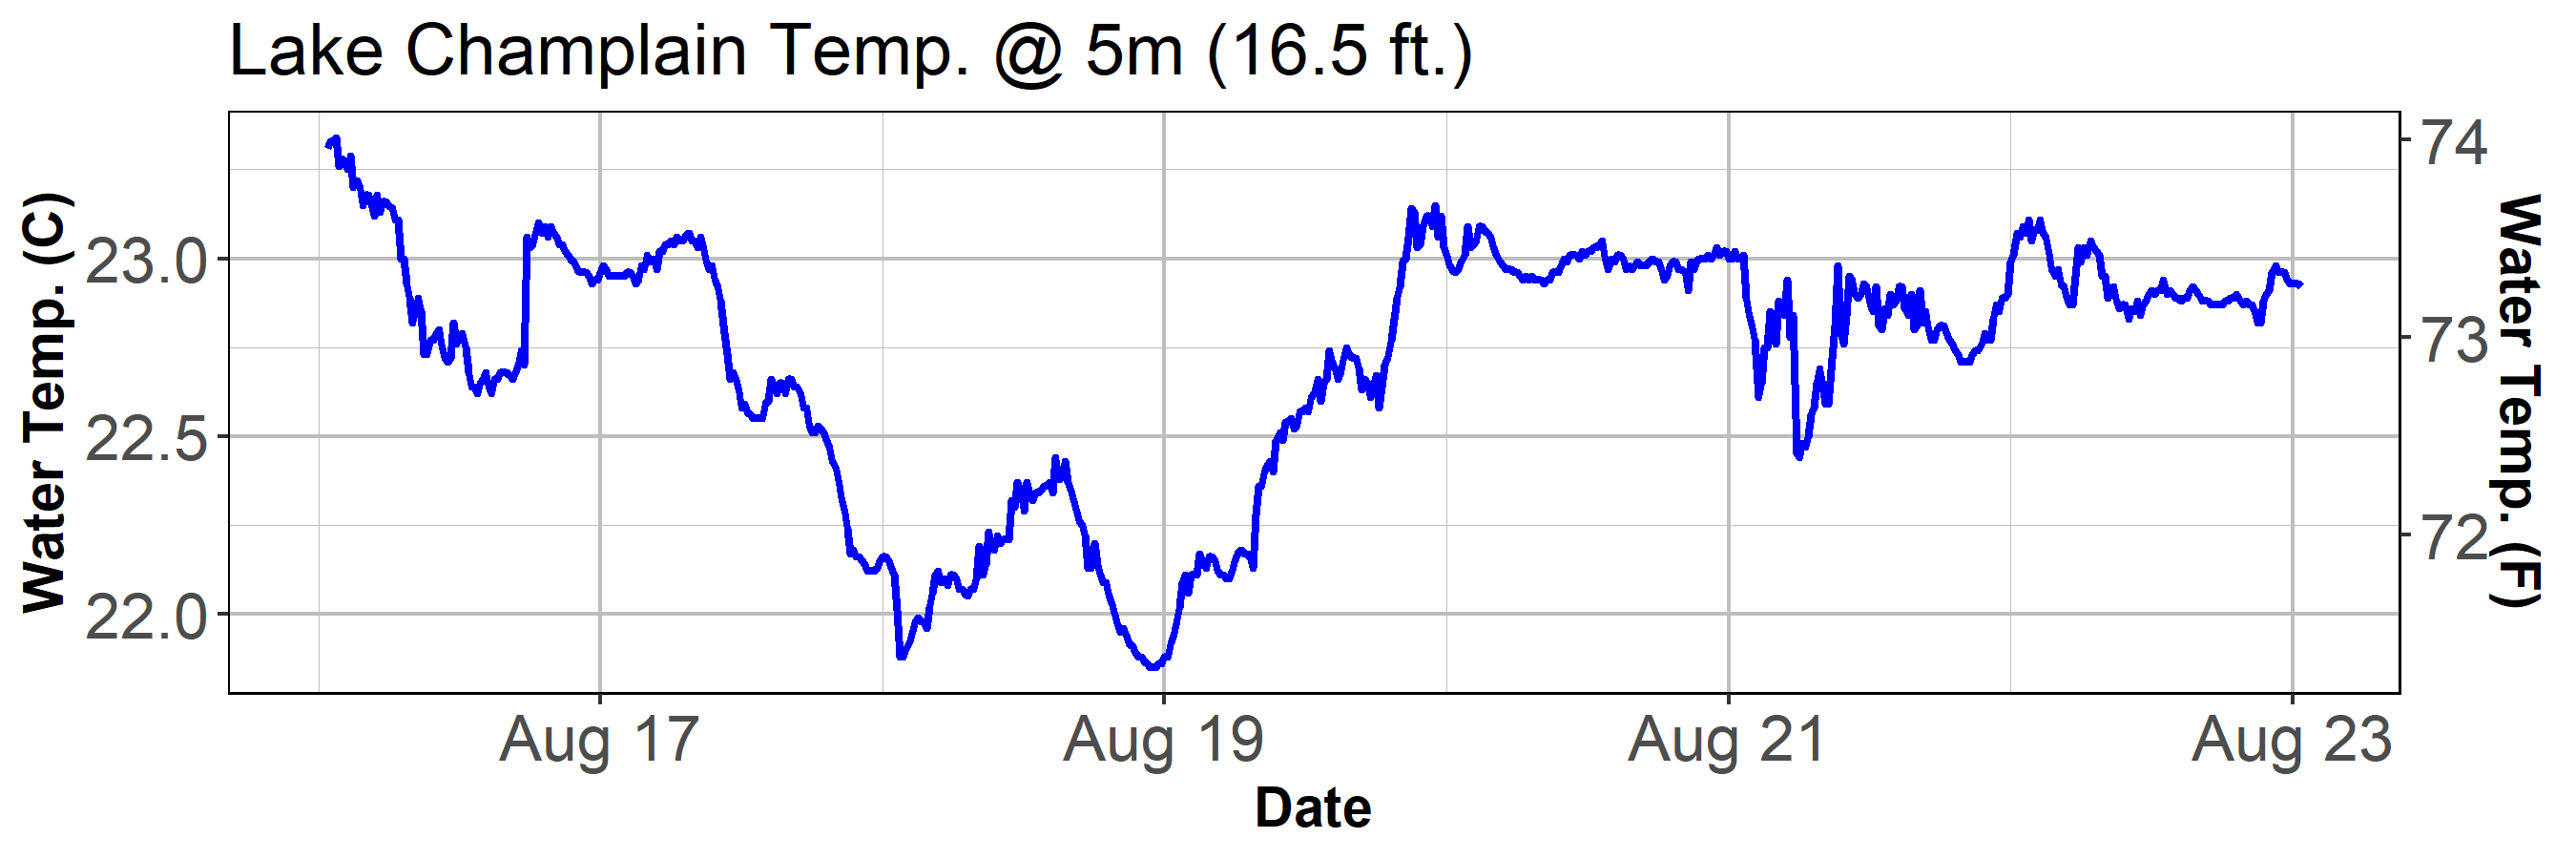 Lake Champlain Temp. @ 5m (16.5 ft.)
Water Temp. (C)
23.0
22.5
22.0
74
73
72
Water Temp. (F)
Aug 17
Aug 19
Aug 21
Aug 23
Date